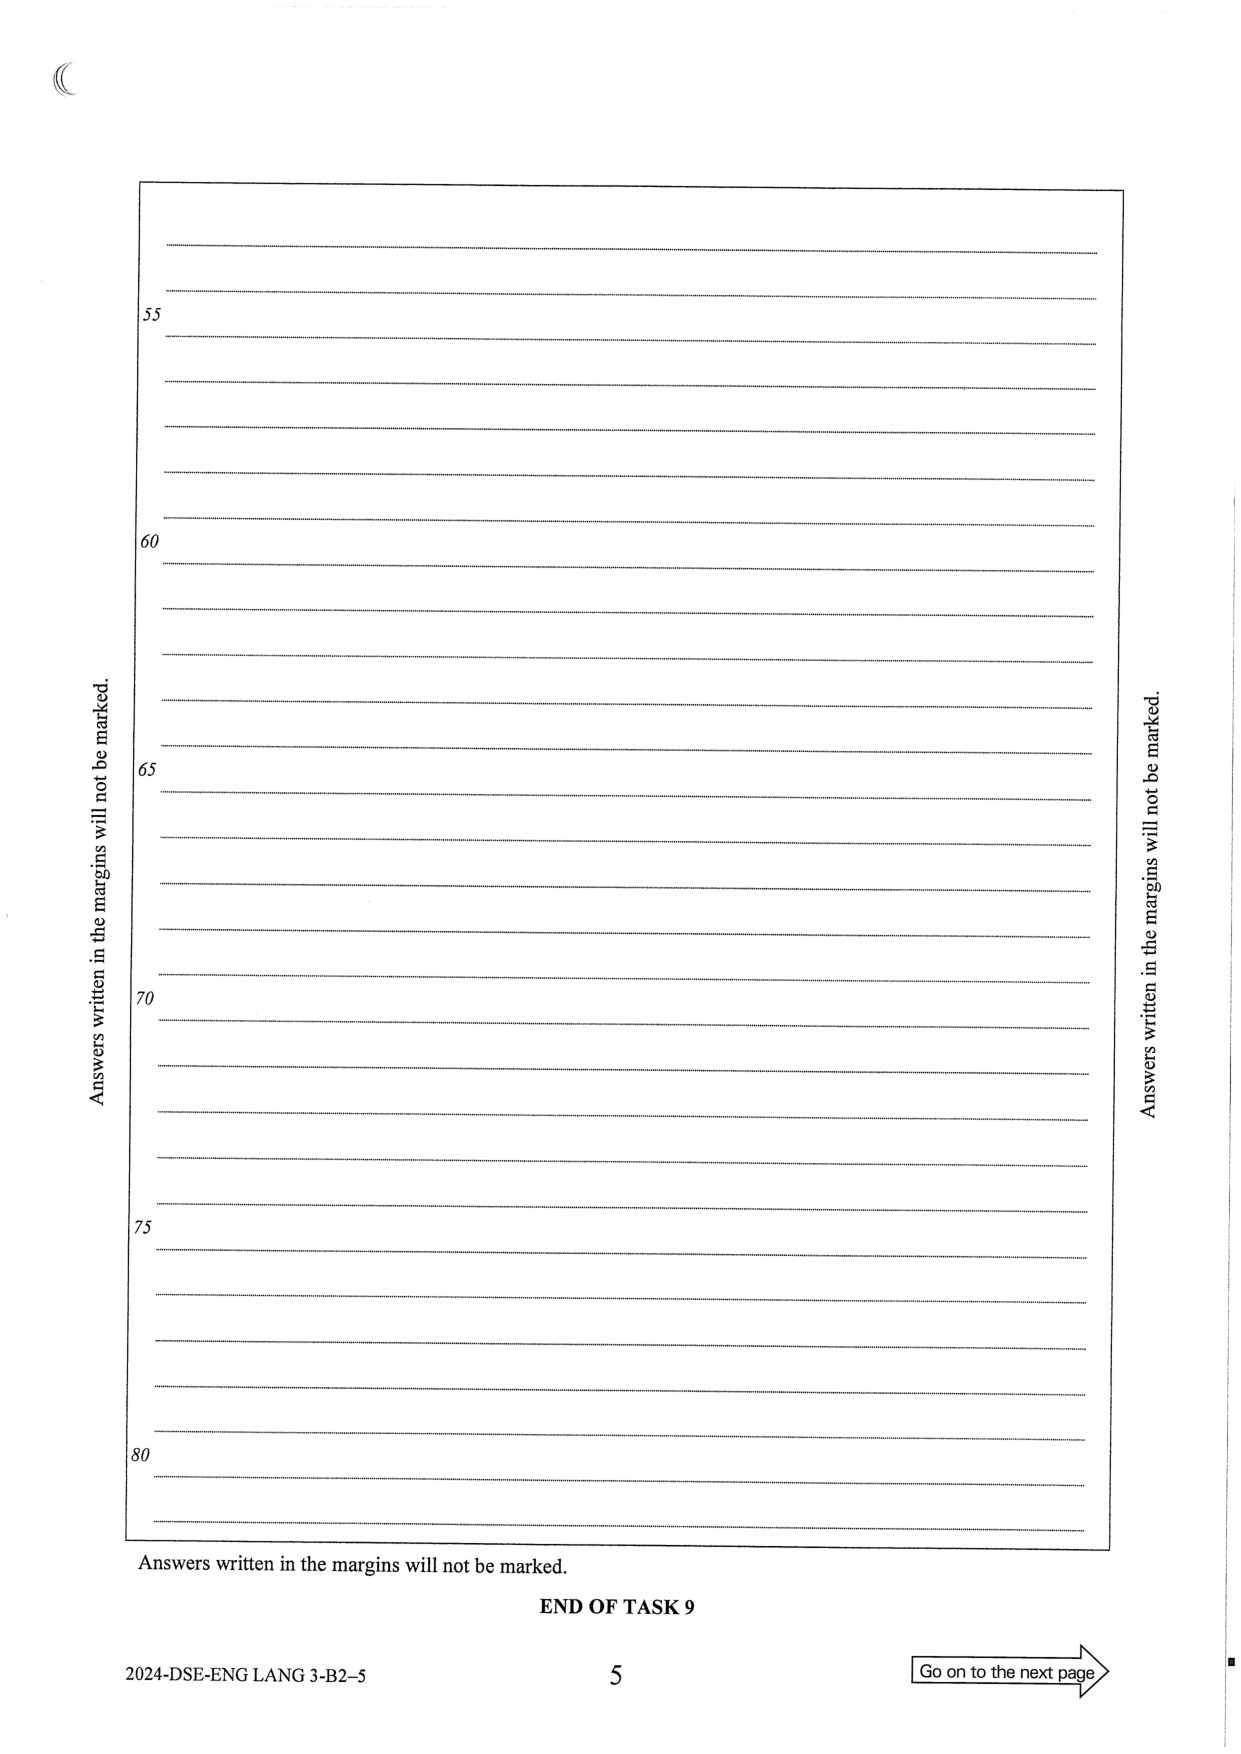 55
60
65
70
75
80
Answers written in the margins will not be marked.
Answers written in the margins will not be marked.
Answers written in the margins will not be marked.
END OF TASK 9
2024-DSE-ENG LANG 3-B2–5
5
Go on to the next page